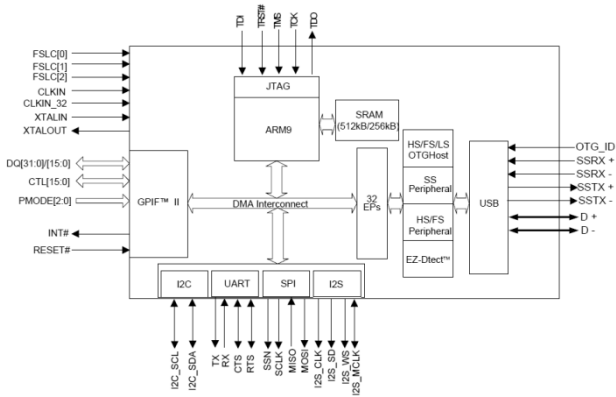 TDI
TRST#
TMS
TCK
TDO
FSLC[0]
FSLC[1]
FSLC[2]
CLKIN
CLKIN_32
XTALIN
XTALOUT
DQ[31:0]/[15:0]
CTL[15:0]
PMODE[2:0]
INT#
RESET#
JTAG
ARM9
SRAM
(512kB/256kB)
GPIF™ II
DMA Interconnect
32
EPs
HS/FS/LS
OTGHost
SS
Peripheral
HS/FS
Peripheral
EZ-Dtect™
USB
OTG_ID
SSRX +
SSRX -
SSTX +
SSTX -
D +
D -
I2C
UART
SPI
I2S
I2C_SCL
I2C_SDA
TX
RX
CTS
RTS
SSN
SCLK
MISO
MOSI
I2S_CLK
I2S_SD
I2S_WS
I2S_MCLK